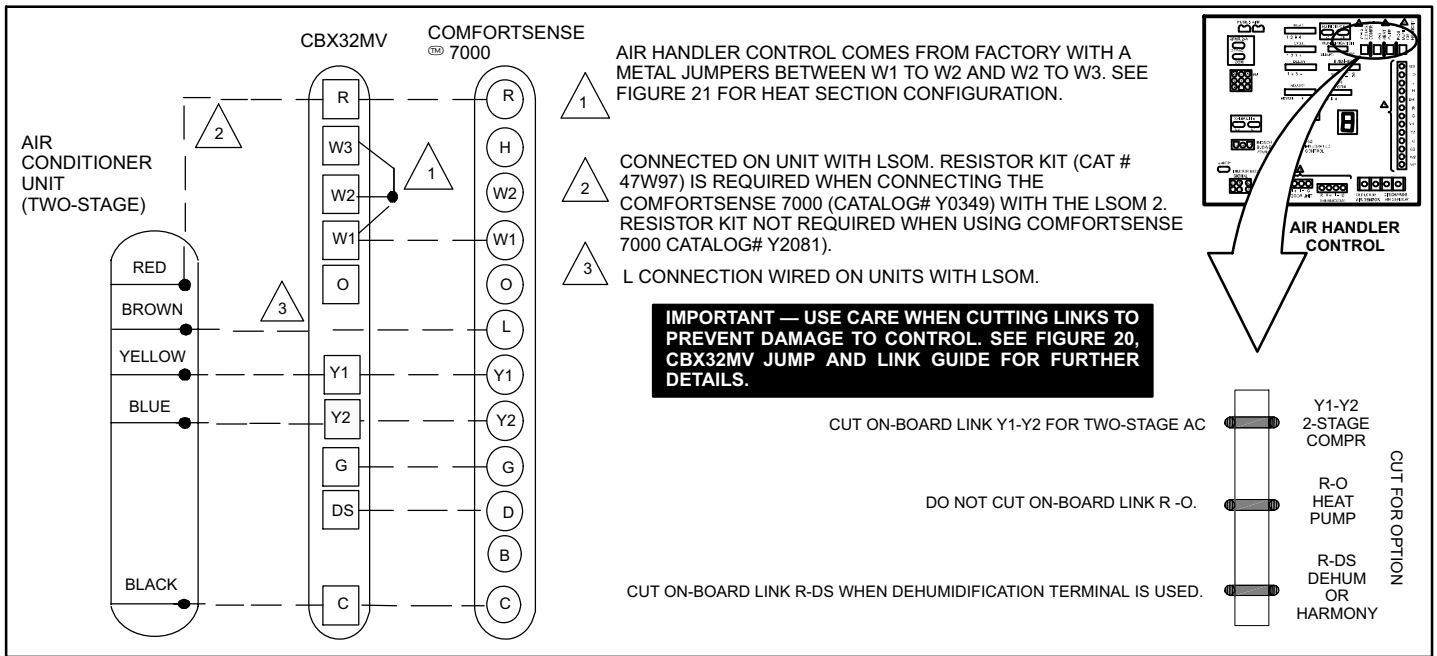 CBX32MV
COMFORTSENSE
™ 7000
AIR
CONDITIONER
UNIT
(TWO-STAGE)
RED
BROWN
YELLOW
BLUE
BLACK
2
3
R
W3
W2
W1
O
Y1
Y2
G
DS
C
1
R
H
W2
W1
O
L
Y1
Y2
G
D
B
C
1
AIR HANDLER CONTROL COMES FROM FACTORY WITH A
METAL JUMPERS BETWEEN W1 TO W2 AND W2 TO W3. SEE
FIGURE 21 FOR HEAT SECTION CONFIGURATION.
2
CONNECTED ON UNIT WITH LSOM. RESISTOR KIT (CAT #
47W97) IS REQUIRED WHEN CONNECTING THE
COMFORTSENSE 7000 (CATALOG# Y0349) WITH THE LSOM 2.
RESISTOR KIT NOT REQUIRED WHEN USING COMFORTSENSE
7000 CATALOG# Y2081).
3
L CONNECTION WIRED ON UNITS WITH LSOM.
IMPORTANT — USE CARE WHEN CUTTING LINKS TO
PREVENT DAMAGE TO CONTROL. SEE FIGURE 20,
CBX32MV JUMP AND LINK GUIDE FOR FURTHER
DETAILS.
AIR HANDLER
CONTROL
CUT ON-BOARD LINK Y1-Y2 FOR TWO-STAGE AC
Y1-Y2
2-STAGE
COMPR
DO NOT CUT ON-BOARD LINK R -O.
R-O
HEAT
PUMP
CUT ON-BOARD LINK R-DS WHEN DEHUMIDIFICATION TERMINAL IS USED.
R-DS
DEHUM
OR
HARMONY
CUT FOR OPTION